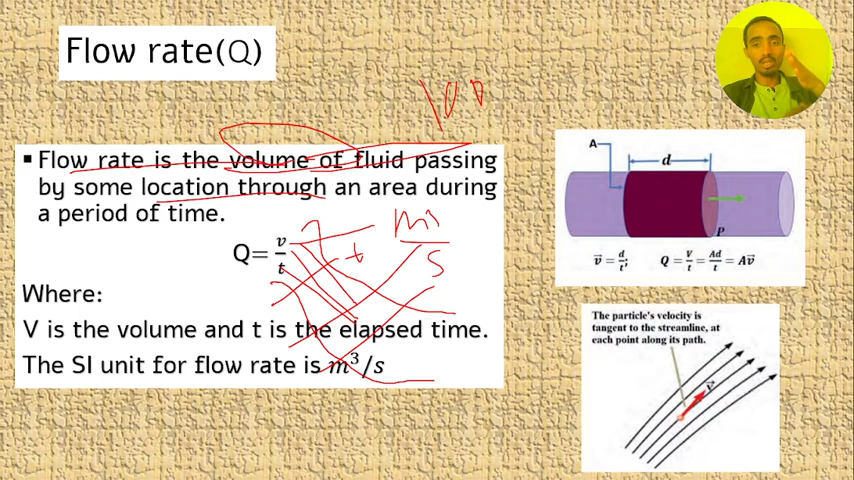 Flow rate(Q)
▪ Flow rate is the volume of fluid passing
by some location through an area during
a period of time.
Q= v/t
m³/s
t
Where:
V is the volume and t is the elapsed time.
The SI unit for flow rate is m³/s
A
d
P
v⃗ = d/t; Q = V/t = Ad/t = Av⃗
The particle's velocity is
tangent to the streamline, at
each point along its path.
v⃗